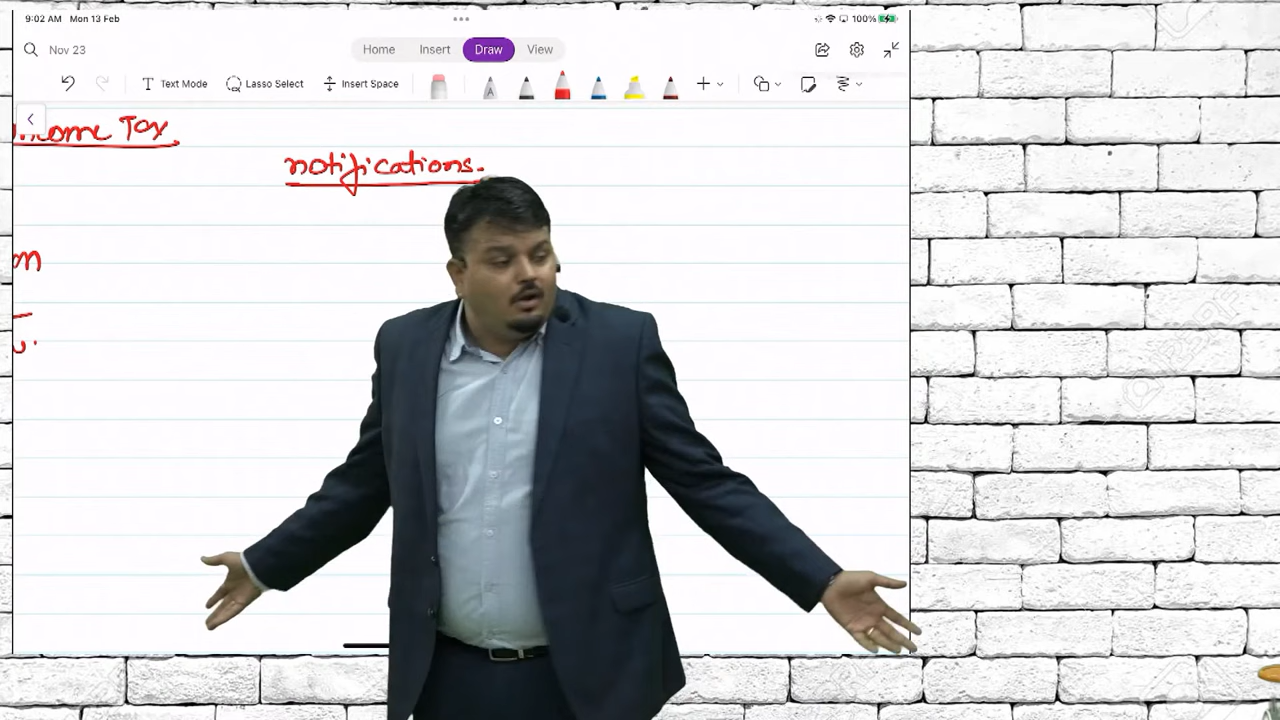 9:02 AM Mon 13 Feb
100%
Nov 23
Home Insert Draw View
Text Mode Lasso Select Insert Space
Tax.
notifications.